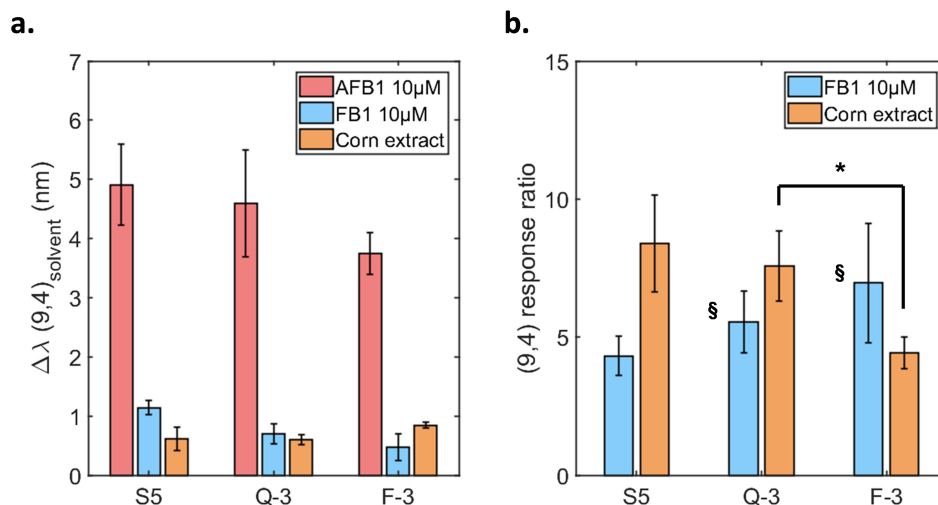 a.
7
6
5
4
3
2
1
0
Δλ (9,4)solvent (nm)
AFB1 10µM
FB1 10µM
Corn extract
S5
Q-3
F-3
b.
15
10
5
0
(9,4) response ratio
FB1 10µM
Corn extract
*
§
§
S5
Q-3
F-3